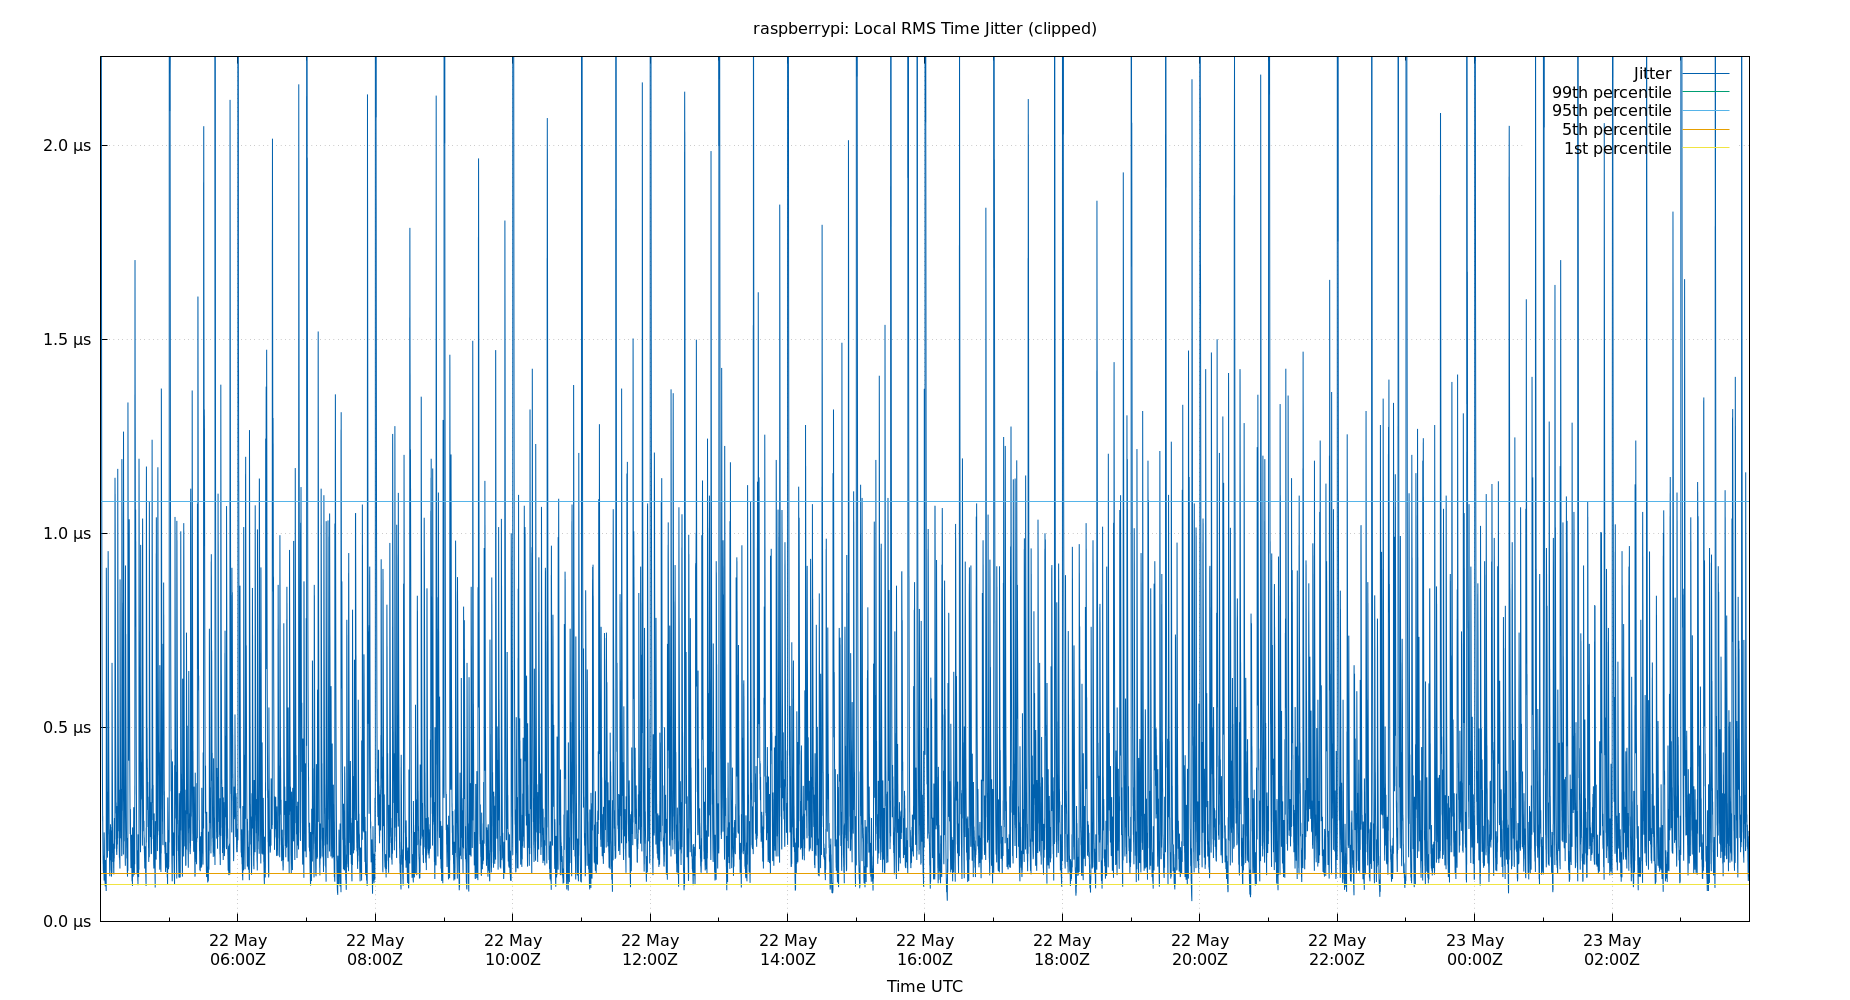 raspberrypi: Local RMS Time Jitter (clipped)
Jitter
99th percentile
95th percentile
5th percentile
1st percentile
2.0 µs
1.5 µs
1.0 µs
0.5 µs
0.0 µs
22 May 22 May 22 May 22 May 22 May 22 May 22 May 22 May 22 May 23 May 23 May
06:00Z 08:00Z 10:00Z 12:00Z 14:00Z 16:00Z 18:00Z 20:00Z 22:00Z 00:00Z 02:00Z
Time UTC